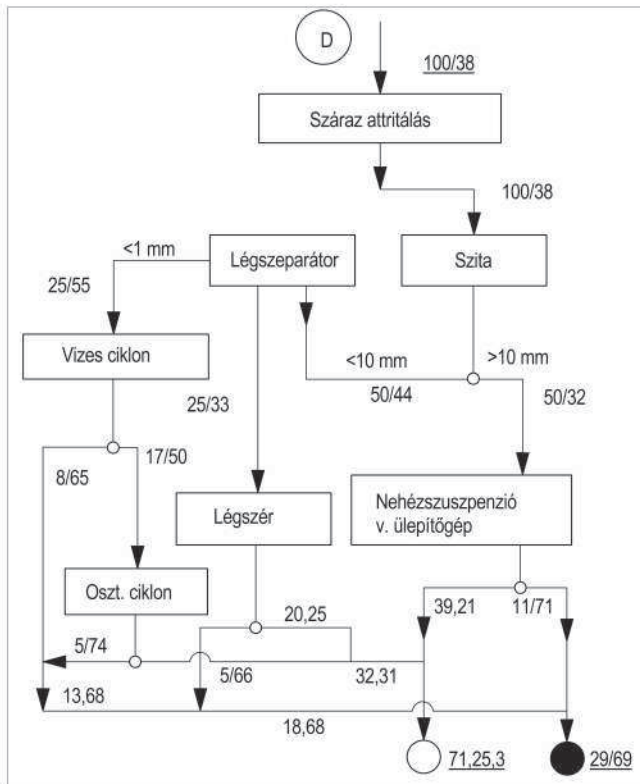 D
100/38
Száraz attritálás
100/38
<1 mm
Légszeparátor
Szita
25/55
Vizes ciklon
<10 mm
>10 mm
25/33
50/44
50/32
17/50
8/65
Légszér
Nehézszuszpenzió
v. ülepítőgép
Oszt. ciklon
20,25
39,21
11/71
5/74
5/66
32,31
13,68
18,68
71,25,3
29/69